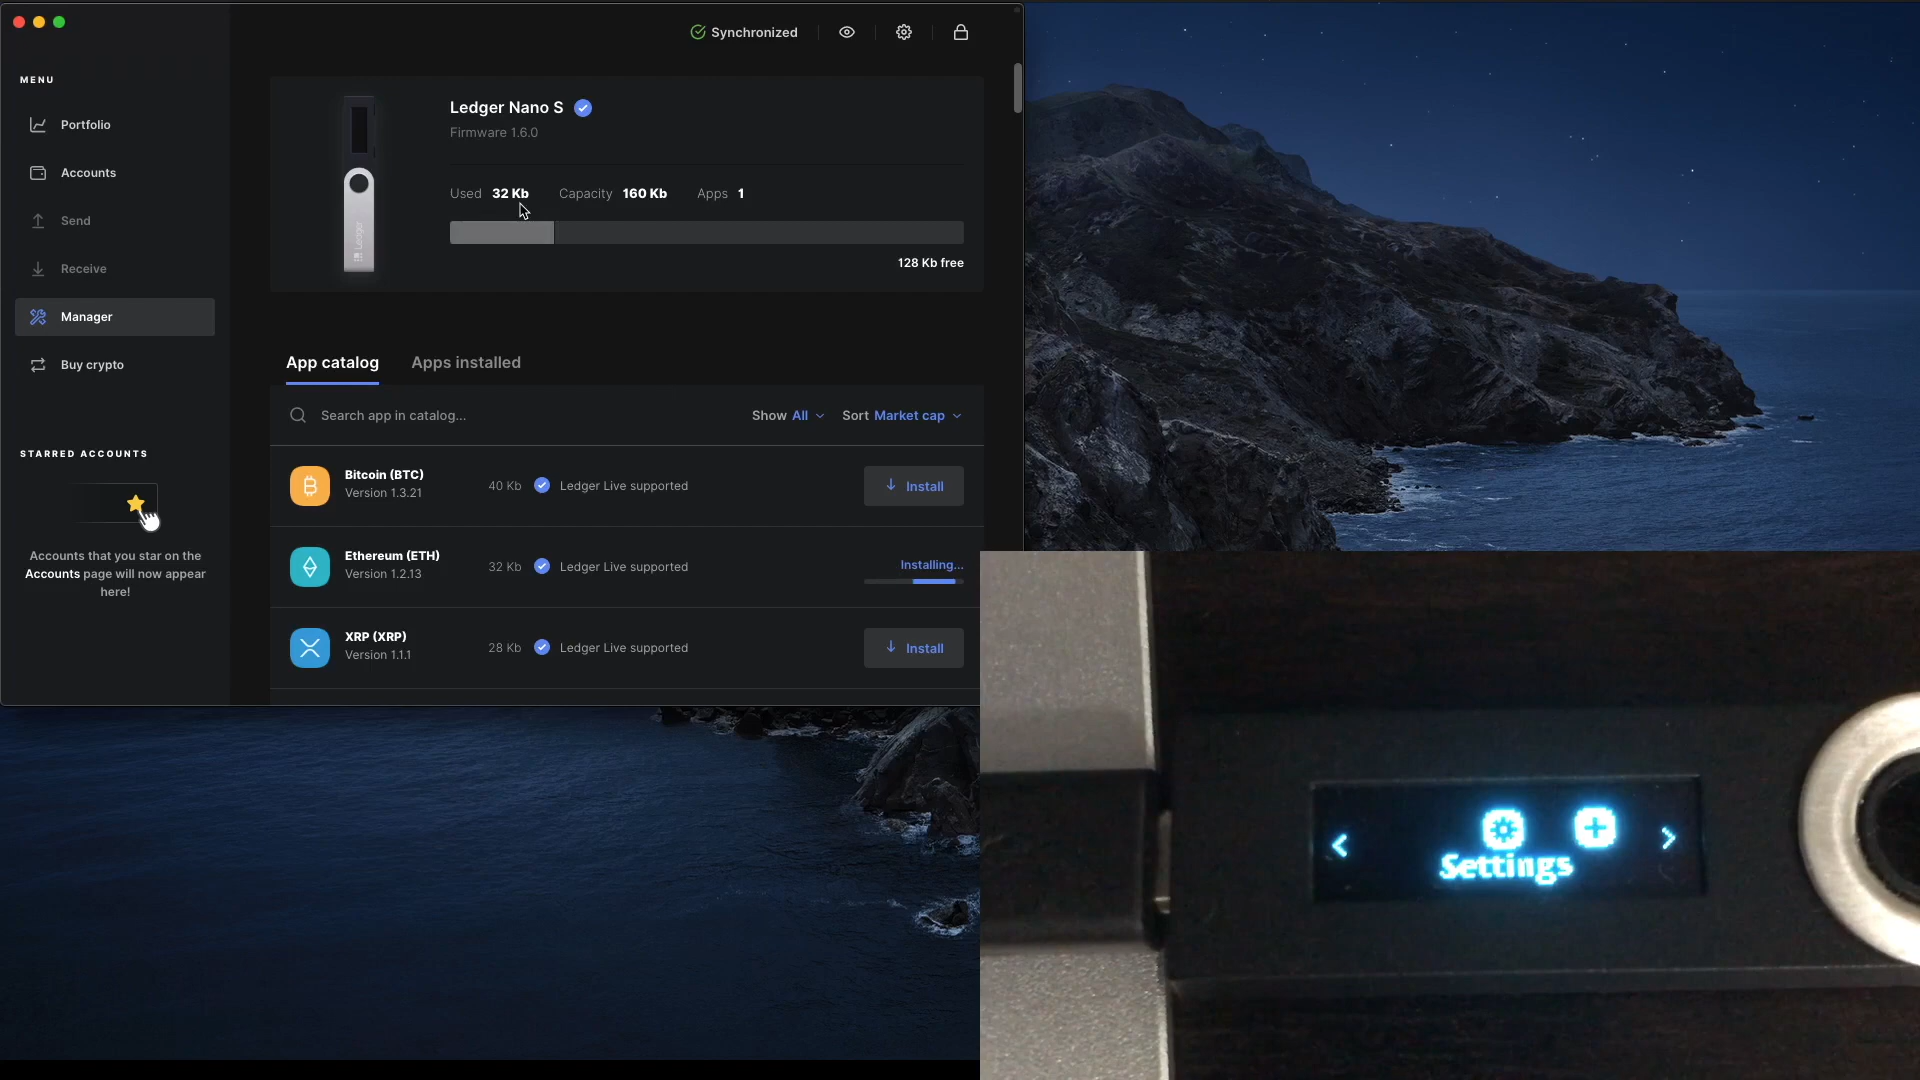 Synchronized
MENU
Portfolio
Accounts
Send
Receive
Manager
Buy crypto
STARRED ACCOUNTS
Accounts that you star on the
Accounts page will now appear
here!
Ledger Nano S
Firmware 1.6.0
Used 32 Kb Capacity 160 Kb Apps 1
128 Kb free
Ledger
App catalog Apps installed
Search app in catalog...
Show All Sort Market cap
Bitcoin (BTC)
Version 1.3.21
40 Kb Ledger Live supported
Install
Ethereum (ETH)
Version 1.2.13
32 Kb Ledger Live supported
Installing...
XRP (XRP)
Version 1.1.1
28 Kb Ledger Live supported
Install
Settings